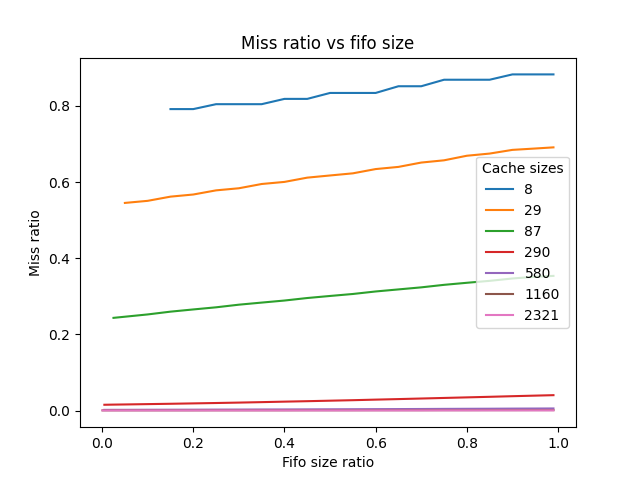 Miss ratio vs fifo size
Miss ratio
0.8
0.6
0.4
0.2
0.0
Cache sizes
8
29
87
290
580
1160
2321
0.0 0.2 0.4 0.6 0.8 1.0
Fifo size ratio